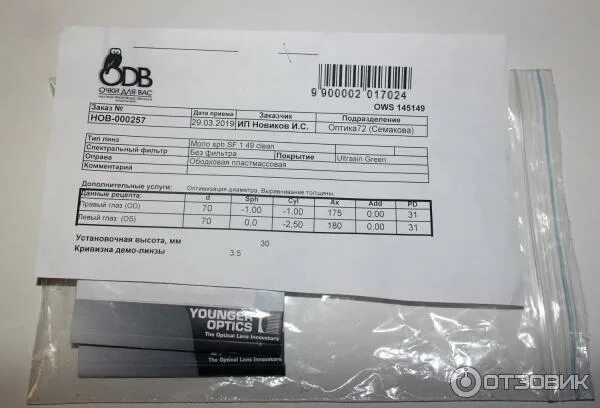 ODB
ОЧКИ ДЛЯ ВАС
9 900002 017024
OWS 145149
Заказ № Дата приема Заказчик Подразделение
НОВ-000257 29.03.2019 ИП Новиков И.С. Оптика72 (Семакова)
Тип линз Mono sph SF 1.49 clean
Спектральный фильтр Без фильтра Покрытие Ultrasin Green
Оправа Ободковая пластмассовая
Комментарий
Дополнительные услуги: Оптимизация диаметра, Выравнивание толщины,
Данные рецепта: d Sph Cyl Ax Add PD
Правый глаз (OD) 70 -1,00 -1,00 175 0,00 31
Левый глаз (OS) 70 0,0 -2,50 180 0,00 31
Установочная высота, мм 30
Кривизна демо-линзы 3.5
YOUNGER
OPTICS
The Optical Lens Innovators
YOUNGER
OPTICS
The Optical Lens Innovators
ОТЗОВИК